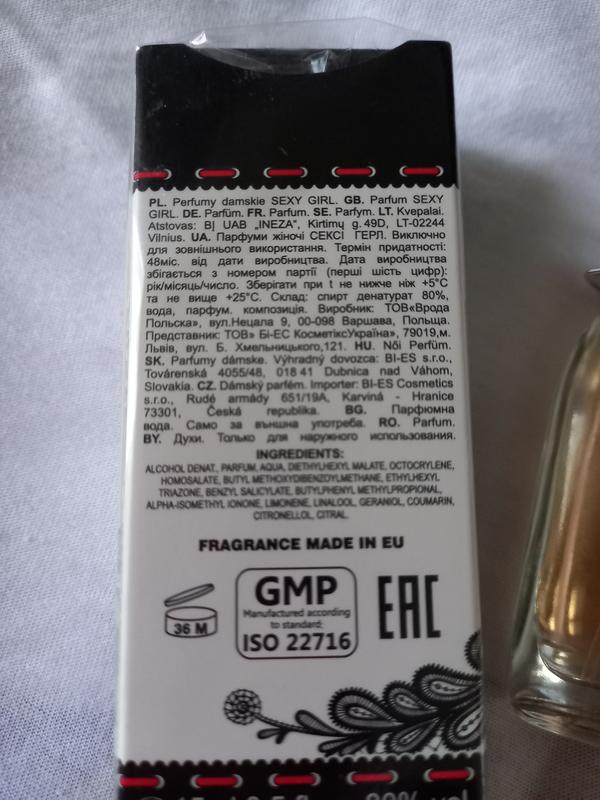 PL. Perfumy damskie SEXY GIRL. GB. Parfum SEXY
GIRL. DE. Parfüm. FR. Parfum. SE. Parfym. LT. Kvepalai.
Atstovas: BĮ UAB „INEZA", Kirtimų g. 49D, LT-02244
Vilnius. UA. Парфуми жіночі СЕКСІ ГЕРЛ. Виключно
для зовнішнього використання. Термін придатності:
48міс. від дати виробництва. Дата виробництва
збігається з номером партії (перші шість цифр):
рік/місяць/число. Зберігати при t не нижче ніж +5°C
та не вище +25°C. Склад: спирт денатурат 80%,
вода, парфум. композиція. Виробник: ТОВ«Врода
Польска», вул.Нецала 9, 00-098 Варшава, Польща.
Представник: ТОВ» Бі-ЕС КосметіксУкраїна», 79019,м.
Львів, вул. Б. Хмельницького,121. HU. Női Perfüm.
SK. Parfumy dámske. Výhradný dovozca: BI-ES s.r.o.,
Továrenská 4055/48, 018 41 Dubnica nad Váhom,
Slovakia. CZ. Dámský parfém. Importer: BI-ES Cosmetics
s.r.o., Rudé armády 651/19A, Karviná - Hranice
73301, Česká republika. BG. Парфюмна
вода. Само за външна употреба. RO. Parfum.
BY. Духи. Только для наружного использования.
INGREDIENTS:
ALCOHOL DENAT., PARFUM, AQUA, DIETHYLHEXYL MALATE, OCTOCRYLENE,
HOMOSALATE, BUTYL METHOXYDIBENZOYLMETHANE, ETHYLHEXYL
TRIAZONE, BENZYL SALICYLATE, BUTYLPHENYL METHYLPROPIONAL,
ALPHA-ISOMETHYL IONONE, LIMONENE, LINALOOL, GERANIOL, COUMARIN,
CITRONELLOL, CITRAL.
FRAGRANCE MADE IN EU
36 M
GMP
Manufactured according
to standard:
ISO 22716
EAC